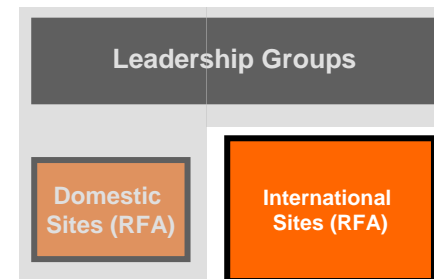 Leadership Groups
Domestic
Sites (RFA)
International
Sites (RFA)